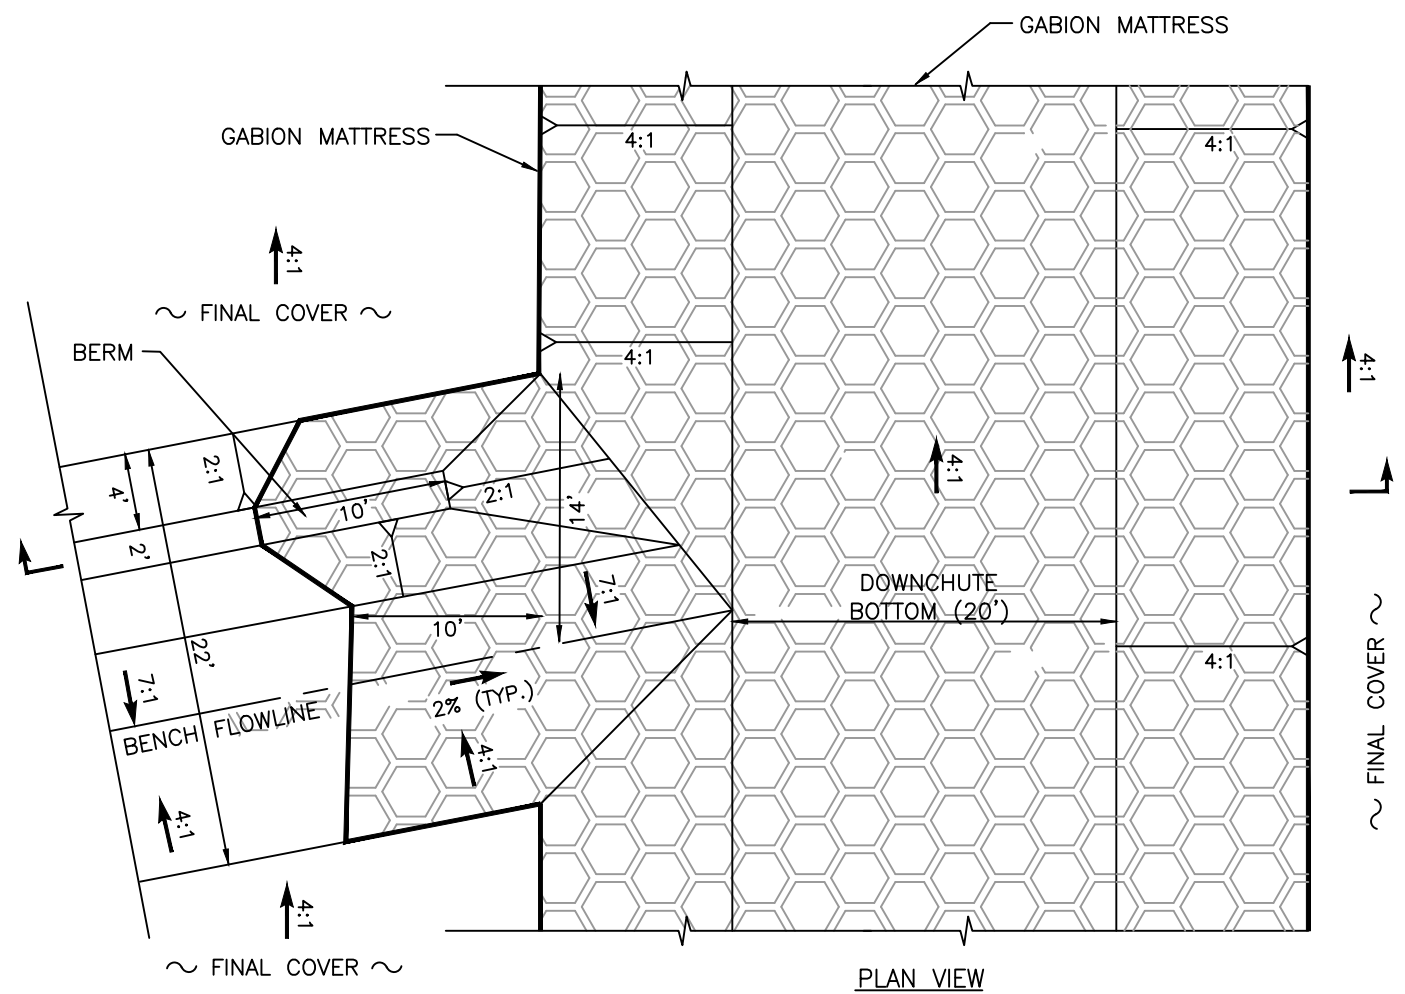 GABION MATTRESS
GABION MATTRESS
4:1
4:1
4:1
~ FINAL COVER ~
4:1
BERM
4:1
2:1
4'
10'
2:1
14'
4:1
2'
2:1
7:1
DOWNCHUTE
BOTTOM (20')
10'
22'
4:1
7:1
2% (TYP.)
BENCH FLOWLINE
4:1
4:1
~ FINAL COVER ~
4:1
~ FINAL COVER ~
PLAN VIEW